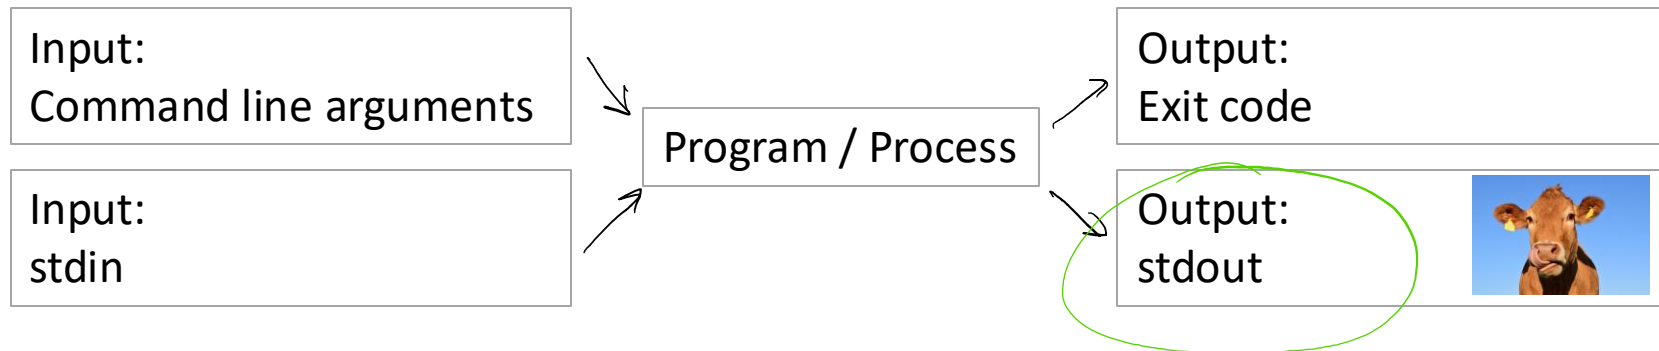 Input:
Command line arguments
Input:
stdin
Program / Process
Output:
Exit code
Output:
stdout